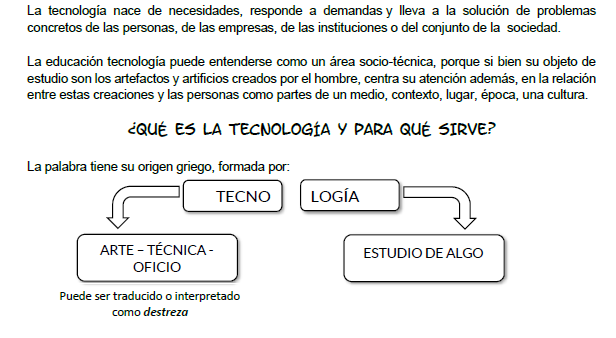 La tecnología nace de necesidades, responde a demandas y lleva a la solución de problemas
concretos de las personas, de las empresas, de las instituciones o del conjunto de la sociedad.
La educación tecnología puede entenderse como un área socio-técnica, porque si bien su objeto de
estudio son los artefactos y artificios creados por el hombre, centra su atención además, en la relación
entre estas creaciones y las personas como partes de un medio, contexto, lugar, época, una cultura.
¿QUÉ ES LA TECNOLOGÍA Y PARA QUÉ SIRVE?
La palabra tiene su origen griego, formada por:
TECNO LOGÍA
ARTE – TÉCNICA -
OFICIO
ESTUDIO DE ALGO
Puede ser traducido o interpretado
como destreza